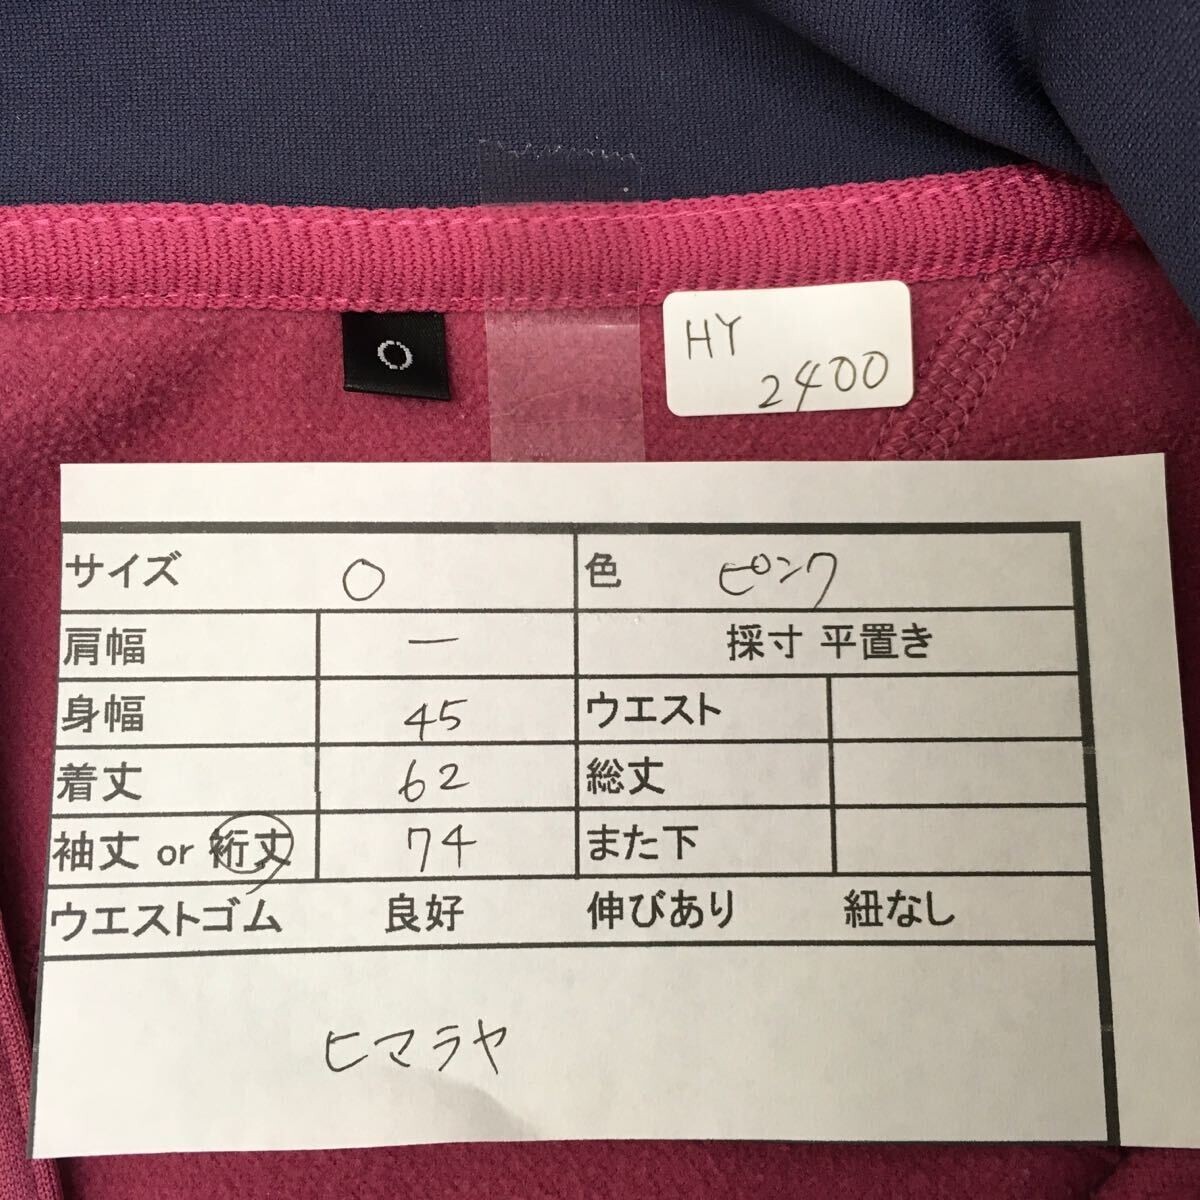 O
HY
2400
サイズ O 色 ピンク
肩幅 ー 採寸 平置き
身幅 45 ウエスト
着丈 62 総丈
袖丈 or 裄丈 74 また下
ウエストゴム 良好 伸びあり 紐なし
ヒマラヤ